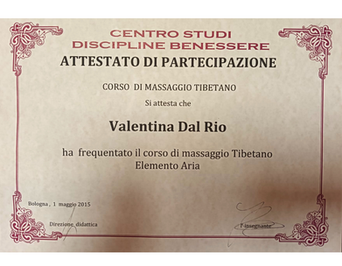 CENTRO STUDI
DISCIPLINE BENESSERE
ATTESTATO DI PARTECIPAZIONE
CORSO DI MASSAGGIO TIBETANO
Si attesta che
Valentina Dal Rio
ha frequentato il corso di massaggio Tibetano
Elemento Aria
Bologna , 1 maggio 2015
Direzione didattica
l'insegnante